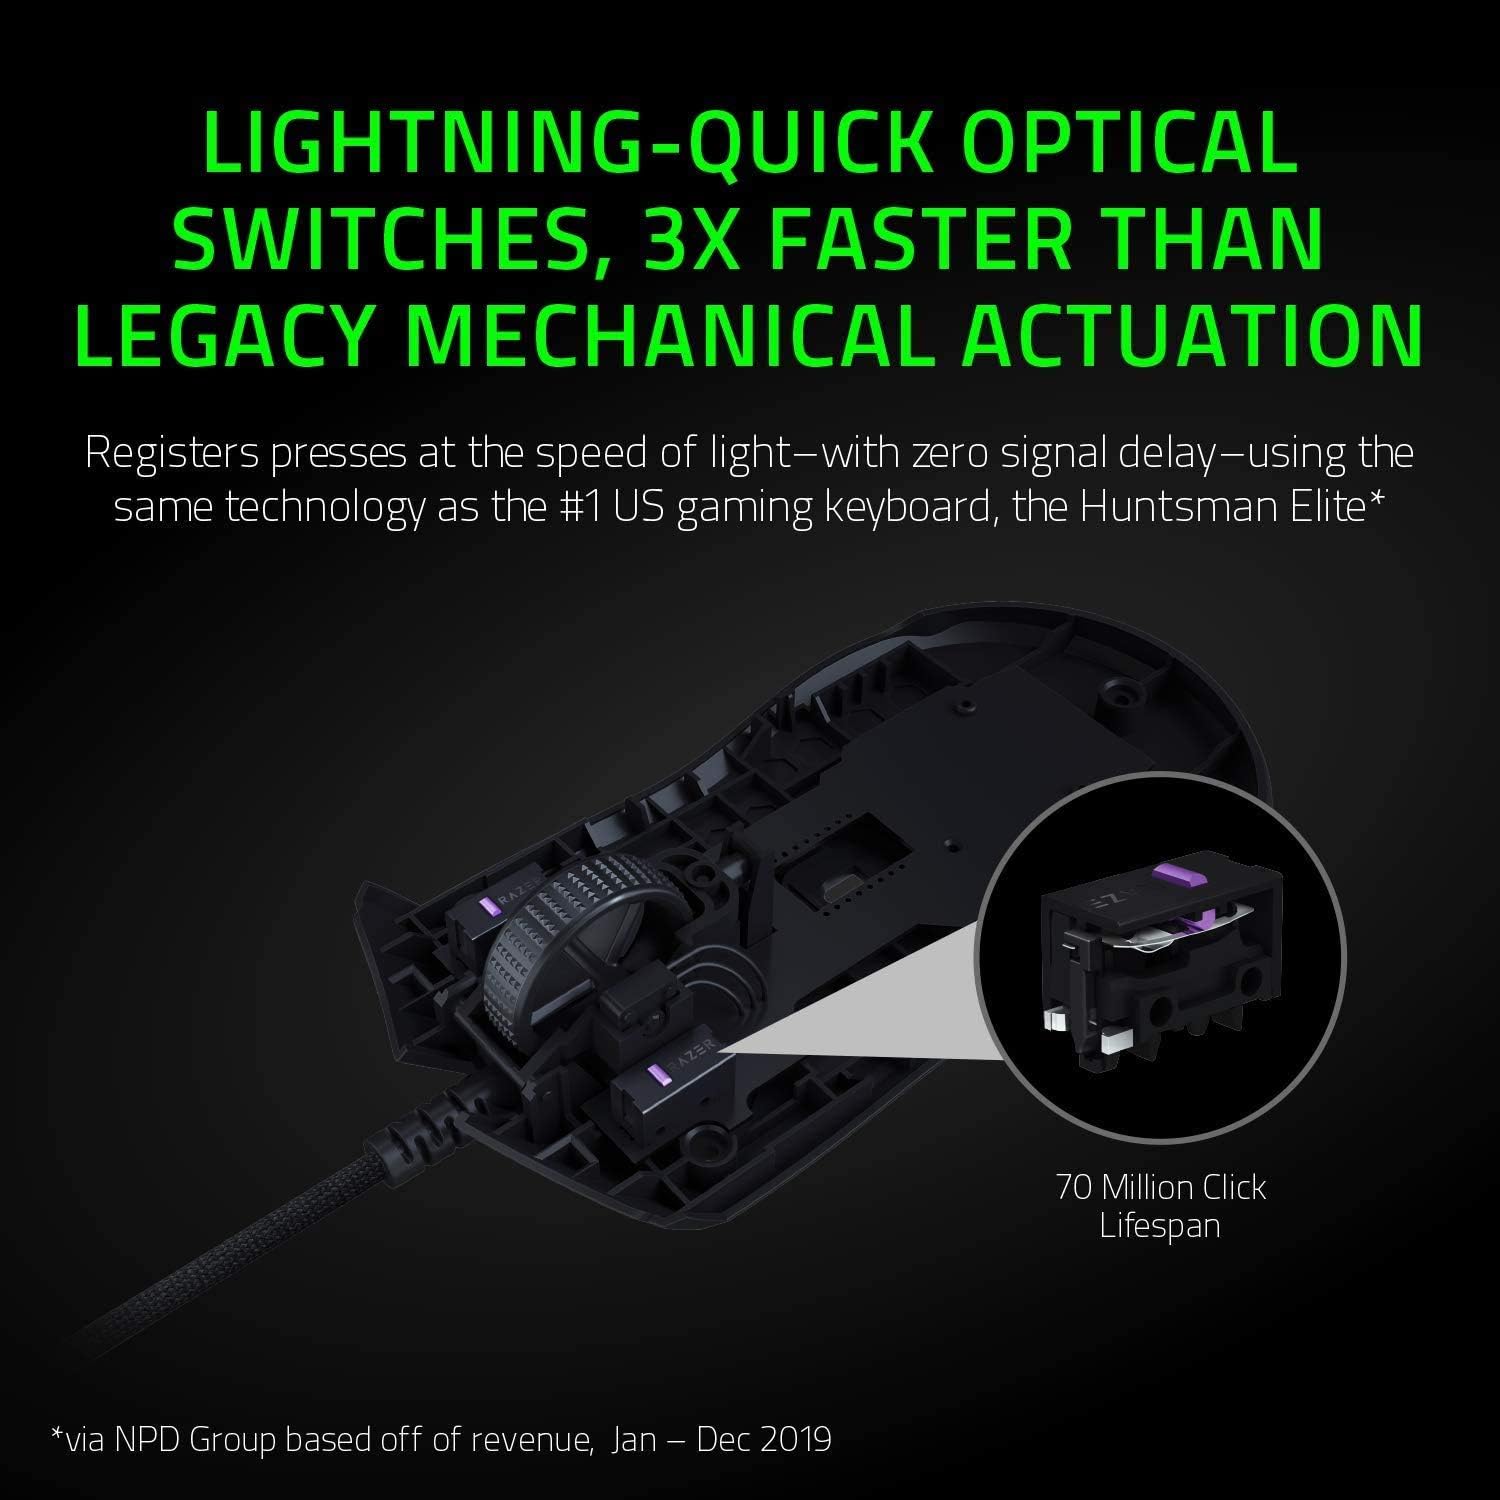 LIGHTNING-QUICK OPTICAL
SWITCHES, 3X FASTER THAN
LEGACY MECHANICAL ACTUATION
Registers presses at the speed of light–with zero signal delay–using the
same technology as the #1 US gaming keyboard, the Huntsman Elite*
RAZER
RAZER
70 Million Click
Lifespan
*via NPD Group based off of revenue, Jan – Dec 2019